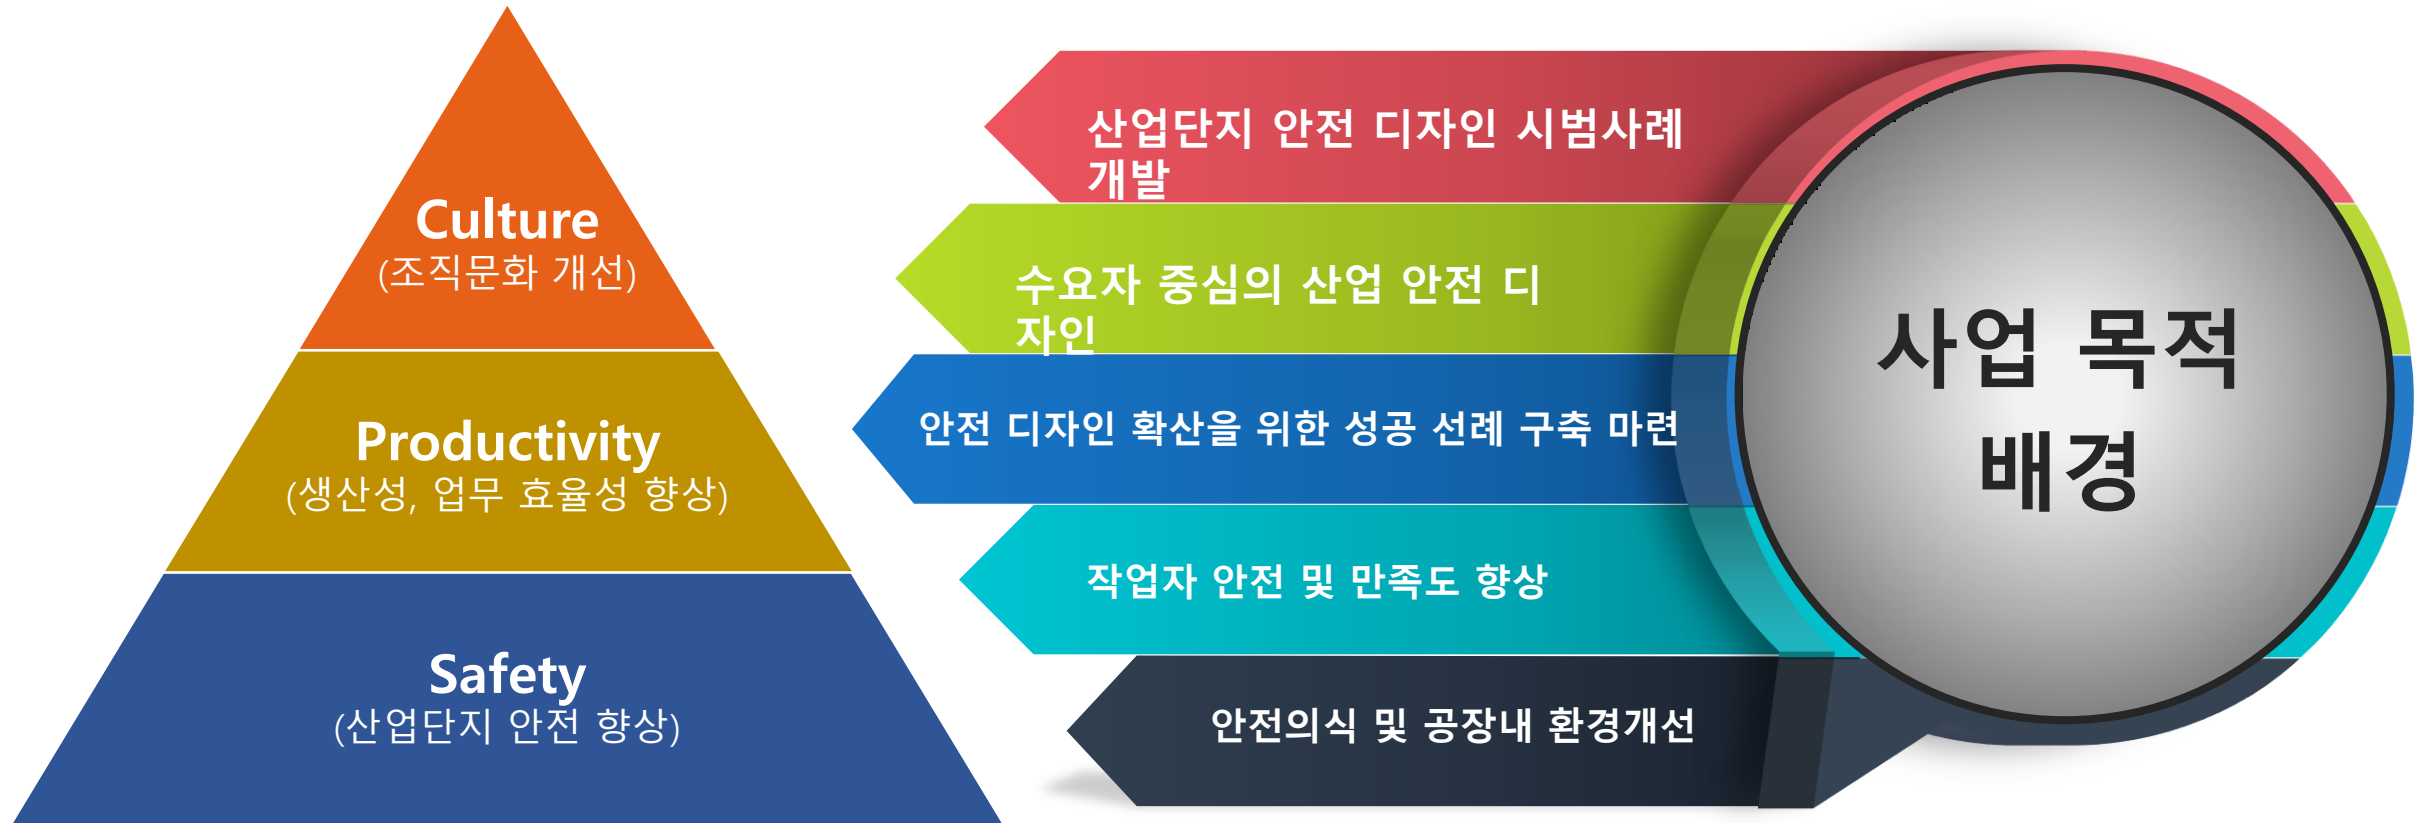 Culture
(조직문화 개선)
Productivity
(생산성, 업무 효율성 향상)
Safety
(산업단지 안전 향상)
산업단지 안전 디자인 시범사례
개발
수요자 중심의 산업 안전 디
자인
안전 디자인 확산을 위한 성공 선례 구축 마련
작업자 안전 및 만족도 향상
안전의식 및 공장내 환경개선
사업 목적
배경